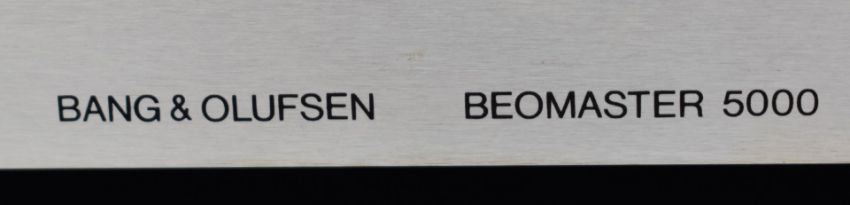 BANG & OLUFSEN BEOMASTER 5000